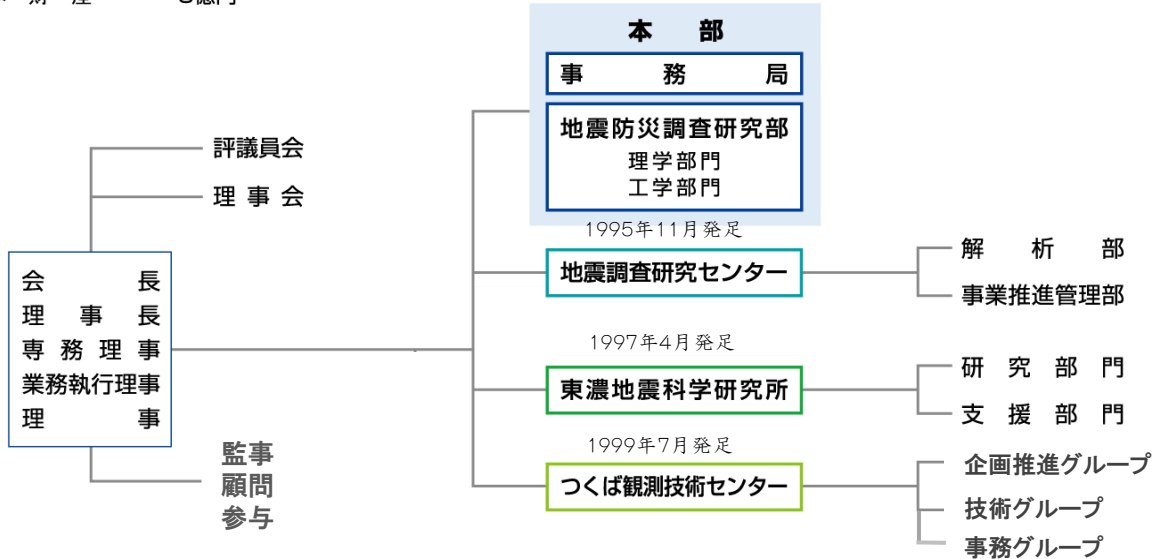 財産
億円
本部
事務局
地震防災調査研究部
理学部門
工学部門
評議員会
理事会
会長
理事長
専務理事
業務執行理事
理事
監事
顧問
参与
1995年11月発足
地震調査研究センター
解析部
事業推進管理部
1997年4月発足
東濃地震科学研究所
研究部門
支援部門
1999年7月発足
つくば観測技術センター
企画推進グループ
技術グループ
事務グループ